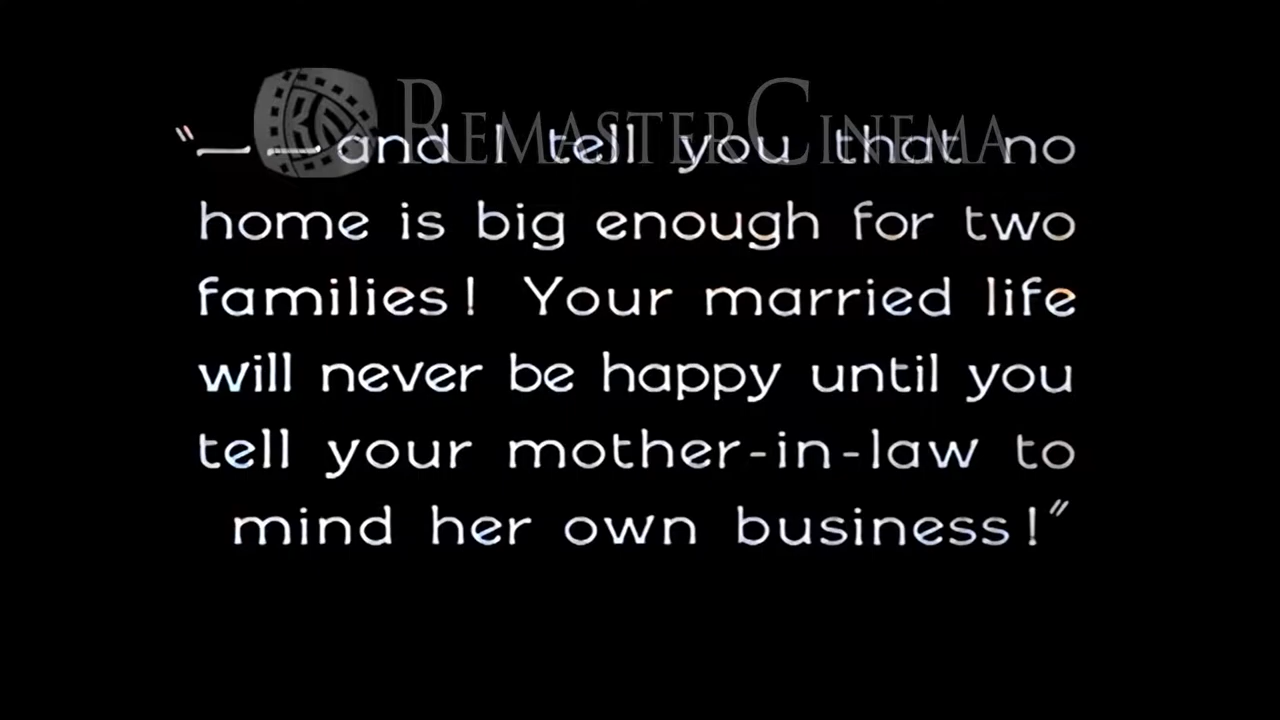 REMASTERCINEMA
"— — and I tell you that no
home is big enough for two
families! Your married life
will never be happy until you
tell your mother-in-law to
mind her own business!"